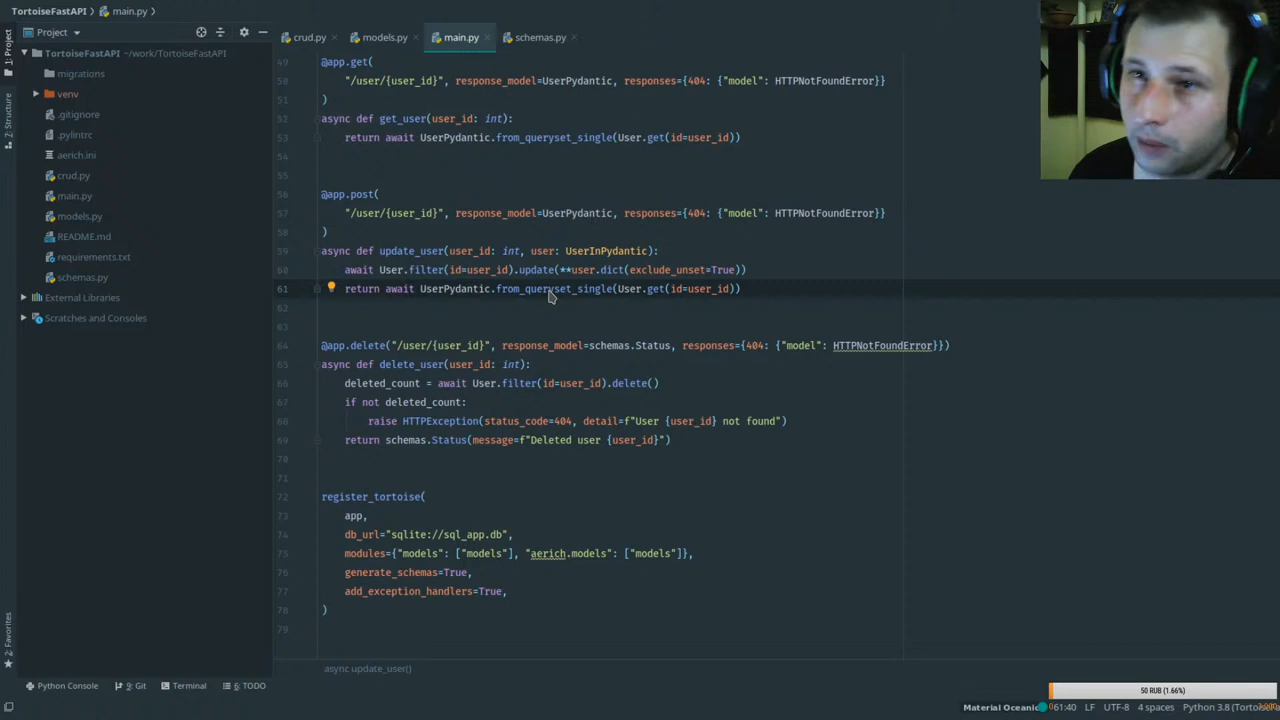 TortoiseFastAPI
main.py
Project
crud.py
models.py
main.py
schemas.py
1: Project
2: Structure
2: Favorites
TortoiseFastAPI ~/work/TortoiseFastAPI
migrations
venv
.gitignore
.pylintrc
aerich.ini
crud.py
main.py
models.py
README.md
requirements.txt
schemas.py
External Libraries
Scratches and Consoles
49 @app.get(
50 "/user/{user_id}", response_model=UserPydantic, responses={404: {"model": HTTPNotFoundError}}
51 )
52 async def get_user(user_id: int):
53 return await UserPydantic.from_queryset_single(User.get(id=user_id))
54
55
56 @app.post(
57 "/user/{user_id}", response_model=UserPydantic, responses={404: {"model": HTTPNotFoundError}}
58 )
59 async def update_user(user_id: int, user: UserInPydantic):
60 await User.filter(id=user_id).update(**user.dict(exclude_unset=True))
61 return await UserPydantic.from_queryset_single(User.get(id=user_id))
62
63
64 @app.delete("/user/{user_id}", response_model=schemas.Status, responses={404: {"model": HTTPNotFoundError}})
65 async def delete_user(user_id: int):
66 deleted_count = await User.filter(id=user_id).delete()
67 if not deleted_count:
68 raise HTTPException(status_code=404, detail=f"User {user_id} not found")
69 return schemas.Status(message=f"Deleted user {user_id}")
70
71
72 register_tortoise(
73 app,
74 db_url="sqlite://sql_app.db",
75 modules={"models": ["models"], "aerich.models": ["models"]},
76 generate_schemas=True,
77 add_exception_handlers=True,
78 )
79
async update_user()
Python Console
9: Git
Terminal
6: TODO
50 RUB (1.66%)
Material Oceanic
61:40
LF
UTF-8
4 spaces